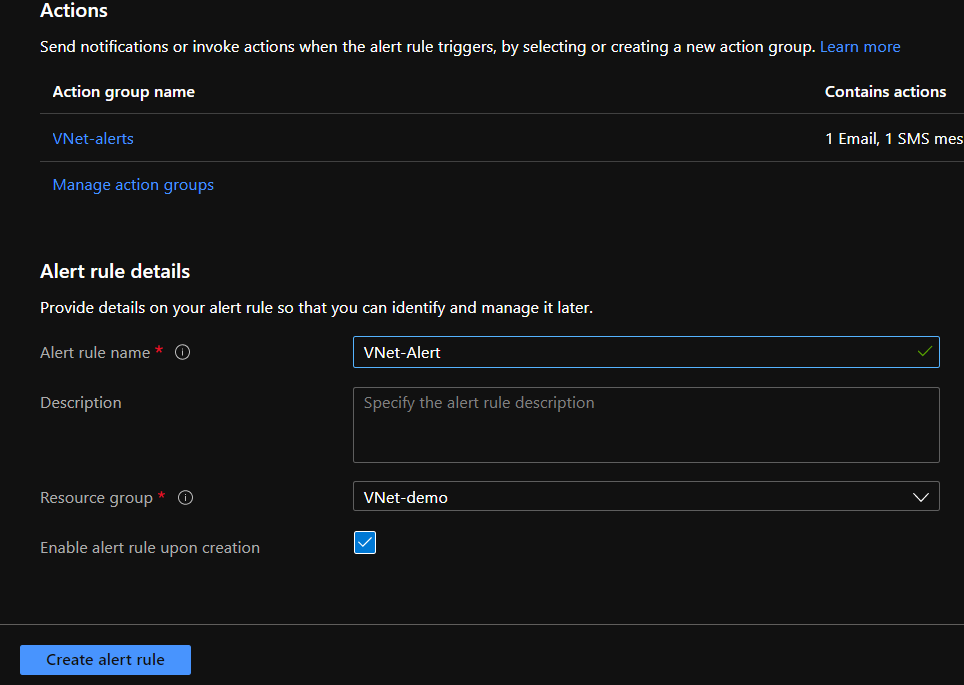 Actions
Send notifications or invoke actions when the alert rule triggers, by selecting or creating a new action group. Learn more
Action group name
Contains actions
VNet-alerts
1 Email, 1 SMS mes
Manage action groups
Alert rule details
Provide details on your alert rule so that you can identify and manage it later.
Alert rule name *
VNet-Alert
Description
Specify the alert rule description
Resource group *
VNet-demo
Enable alert rule upon creation
Create alert rule